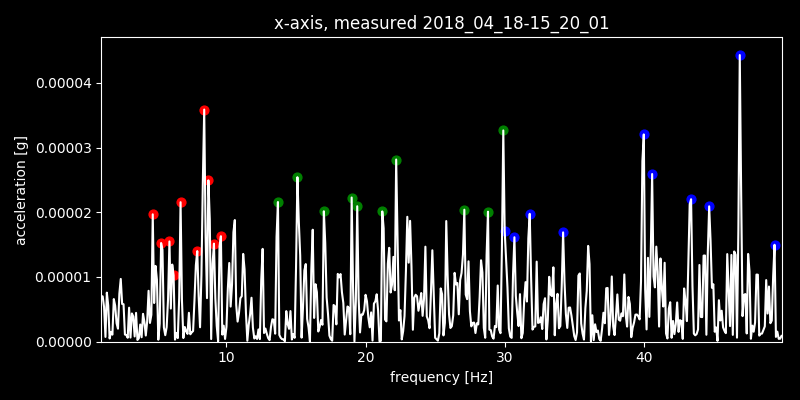 x-axis, measured 2018_04_18-15_20_01
0.00004
0.00003
0.00002
0.00001
0.00000
acceleration [g]
10 20 30 40
frequency [Hz]